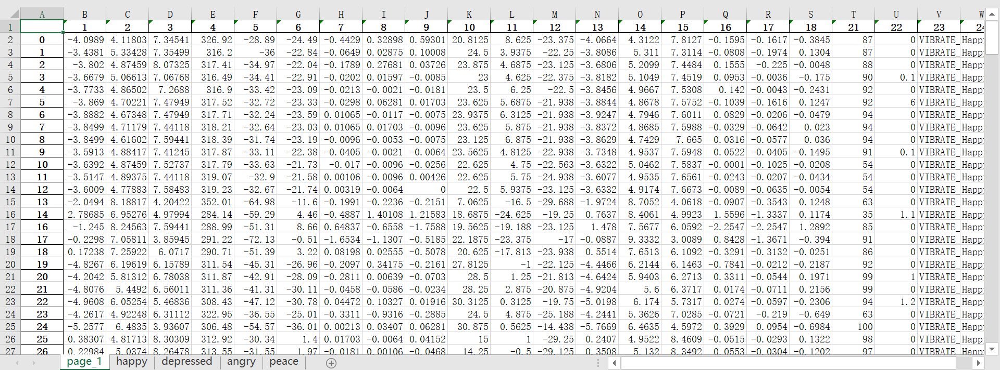 A B C D E F G H I J K L M N O P Q R S T U V W
1 1 2 3 4 5 6 7 8 9 10 11 12 13 14 15 16 17 18 21 22 23 24
2 0 -4.0989 4.11803 7.34541 326.92 -28.89 -24.49 -0.4429 0.32898 0.59301 20.8125 8.625 -23.375 -4.0664 4.3122 7.8127 -0.1595 -0.1617 -0.3845 87 0 VIBRATE_ Happ
3 1 -3.4381 5.33428 7.35499 316.2 -36 -22.84 -0.0649 0.02875 0.10008 24.5 3.9375 -22.25 -3.8086 5.311 7.3114 -0.0808 -0.1974 0.1304 87 0 VIBRATE_ Happ
4 2 -3.802 4.87459 8.07325 317.41 -34.97 -22.04 -0.1789 0.27681 0.03726 23.875 4.6875 -23.125 -3.6806 5.2099 7.4484 0.1555 -0.225 -0.0048 88 0 VIBRATE_ Happ
5 3 -3.6679 5.06613 7.06768 316.49 -34.41 -22.91 -0.0202 0.01597 -0.0085 23 4.625 -22.375 -3.8182 5.1049 7.4519 0.0953 -0.0036 -0.175 90 0.1 VIBRATE_ Happ
6 4 -3.7733 4.86502 7.2688 316.9 -33.42 -23.09 -0.0213 -0.0021 -0.0181 23.5 6.25 -22.5 -3.8456 4.9667 7.5308 0.142 -0.0043 -0.2431 92 0 VIBRATE_ Happ
7 5 -3.869 4.70221 7.47949 317.52 -32.72 -23.33 -0.0298 0.06281 0.01703 23.625 5.6875 -21.938 -3.8844 4.8678 7.5752 -0.1039 -0.1616 0.1247 92 6 VIBRATE_ Happ
8 6 -3.8882 4.67348 7.47949 317.71 -32.24 -23.59 0.01065 -0.0117 -0.0075 23.9375 6.3125 -21.938 -3.9247 4.7946 7.6011 0.0829 -0.0206 -0.0479 94 0 VIBRATE_ Happ
9 7 -3.8499 4.71179 7.44118 318.21 -32.64 -23.03 0.01065 0.01703 -0.0096 23.625 5.875 -21.938 -3.8372 4.8685 7.5988 -0.0329 -0.0642 0.023 94 0 VIBRATE_ Happ
10 8 -3.8499 4.61602 7.59441 318.39 -31.74 -23.19 -0.0096 -0.0053 -0.0075 23.125 6.875 -21.938 -3.8629 4.7429 7.665 0.0316 -0.0577 0.036 94 0 VIBRATE_ Happ
11 9 -3.5913 4.88417 7.41245 317.87 -33.11 -22.38 -0.0405 -0.0021 -0.0064 23.5625 4.8125 -22.938 -3.7348 4.9537 7.5948 0.0522 -0.0405 -0.1495 91 0.1 VIBRATE_ Happ
12 10 -3.6392 4.87459 7.52737 317.79 -33.63 -21.73 -0.017 -0.0096 -0.0256 22.625 4.75 -22.563 -3.6322 5.0462 7.5837 -0.0001 -0.1025 -0.0208 54 0 VIBRATE_ Happ
13 11 -3.5147 4.89375 7.44118 319.07 -32.9 -21.58 0.00106 -0.0096 0.00426 22.625 5.75 -24.938 -3.6077 4.9535 7.6561 -0.0243 -0.0207 -0.0434 54 0 VIBRATE_ Happ
14 12 -3.6009 4.77883 7.58483 319.23 -32.67 -21.74 0.00319 -0.0064 0 22.5 5.9375 -23.125 -3.6332 4.9174 7.6673 -0.0089 -0.0635 -0.0054 54 0 VIBRATE_ Happ
15 13 -2.0494 8.18817 4.20422 352.01 -64.98 -11.6 -0.1991 -0.2236 -0.2151 7.0625 -16.5 -29.688 -1.9724 8.7052 4.0618 -0.0907 -0.3543 0.1248 63 0 VIBRATE_ Happ
16 14 2.78685 6.95276 4.97994 284.14 -59.29 4.46 -0.4887 1.40108 1.21583 18.6875 -24.625 -19.25 0.7637 8.4061 4.9923 1.5596 -1.3337 0.1174 35 1.1 VIBRATE_ Happ
17 16 -1.245 8.24563 7.59441 288.99 -51.31 8.66 0.64837 -0.6558 -1.7588 19.5625 -19.188 -23.125 1.478 7.5677 6.0592 -2.2547 -2.2547 1.2892 85 0 VIBRATE_ Happ
18 17 -0.2298 7.05811 3.85945 291.22 -72.13 -0.51 -1.6534 -1.1307 -0.5185 22.1875 -23.375 -17 -0.0887 9.3332 3.0089 0.8428 -1.3671 -0.394 91 0 VIBRATE_ Happ
19 18 0.17238 7.25922 6.0717 290.71 -51.39 3.22 0.08198 0.02555 -0.5078 20.625 -17.813 -23.938 0.5514 7.6513 6.1092 -0.3291 -0.3132 -0.0251 86 0 VIBRATE_ Happ
20 19 -4.8267 6.19619 6.15789 311.54 -45.31 -26.96 -0.2097 0.34175 -0.2161 27.8125 -1 -22.125 -4.4466 6.2144 6.1463 -0.7841 -0.0212 -0.2187 92 0 VIBRATE_ Happ
21 20 -4.2042 5.81312 6.78038 311.87 -42.91 -28.09 -0.2811 0.00639 -0.0703 28.5 1.25 -21.813 -4.6424 5.9403 6.2713 0.3311 -0.0544 0.1971 99 1 VIBRATE_ Happ
22 21 -4.8076 5.4492 6.56011 311.36 -41.31 -30.11 -0.0458 -0.0586 -0.0234 28.25 2.875 -20.875 -4.9204 5.6 6.3717 0.0174 -0.0711 0.2156 99 0 VIBRATE_ Happ
23 22 -4.9608 6.05254 5.46836 308.43 -47.12 -30.78 0.04472 0.10327 0.01916 30.3125 0.3125 -19.75 -5.0198 6.174 5.7317 0.0274 -0.0597 -0.2306 94 1.2 VIBRATE_ Happ
24 23 -4.2617 4.92248 6.31112 322.95 -36.55 -25.01 -0.3311 -0.9316 -0.2885 24.5 4.875 -25.188 -4.2441 5.3626 7.0285 -0.0721 -0.219 -0.649 63 0 VIBRATE_ Happ
25 24 -5.2577 6.4835 3.93607 306.48 -54.57 -36.01 0.00213 0.03407 0.06281 30.875 0.5625 -14.438 -5.7669 6.4635 4.5972 0.3929 0.0954 -0.6984 100 0 VIBRATE_ Happ
26 25 0.38307 4.81713 8.30309 312.92 -30.34 1.4 0.01703 -0.0064 0.04152 15 1 -29.25 0.2407 4.9522 8.4609 -0.0515 -0.0293 0.1322 98 0 VIBRATE_ Happ
27 26 0.22984 5.0374 8.26478 313.55 -31.55 1.97 -0.0181 0.00106 -0.0468 14.25 -0.5 -29.125 0.3508 5.132 8.3492 0.0553 -0.0304 -0.1202 97 0 VIBRATE_ Happ
page_1 happy depressed angry peace